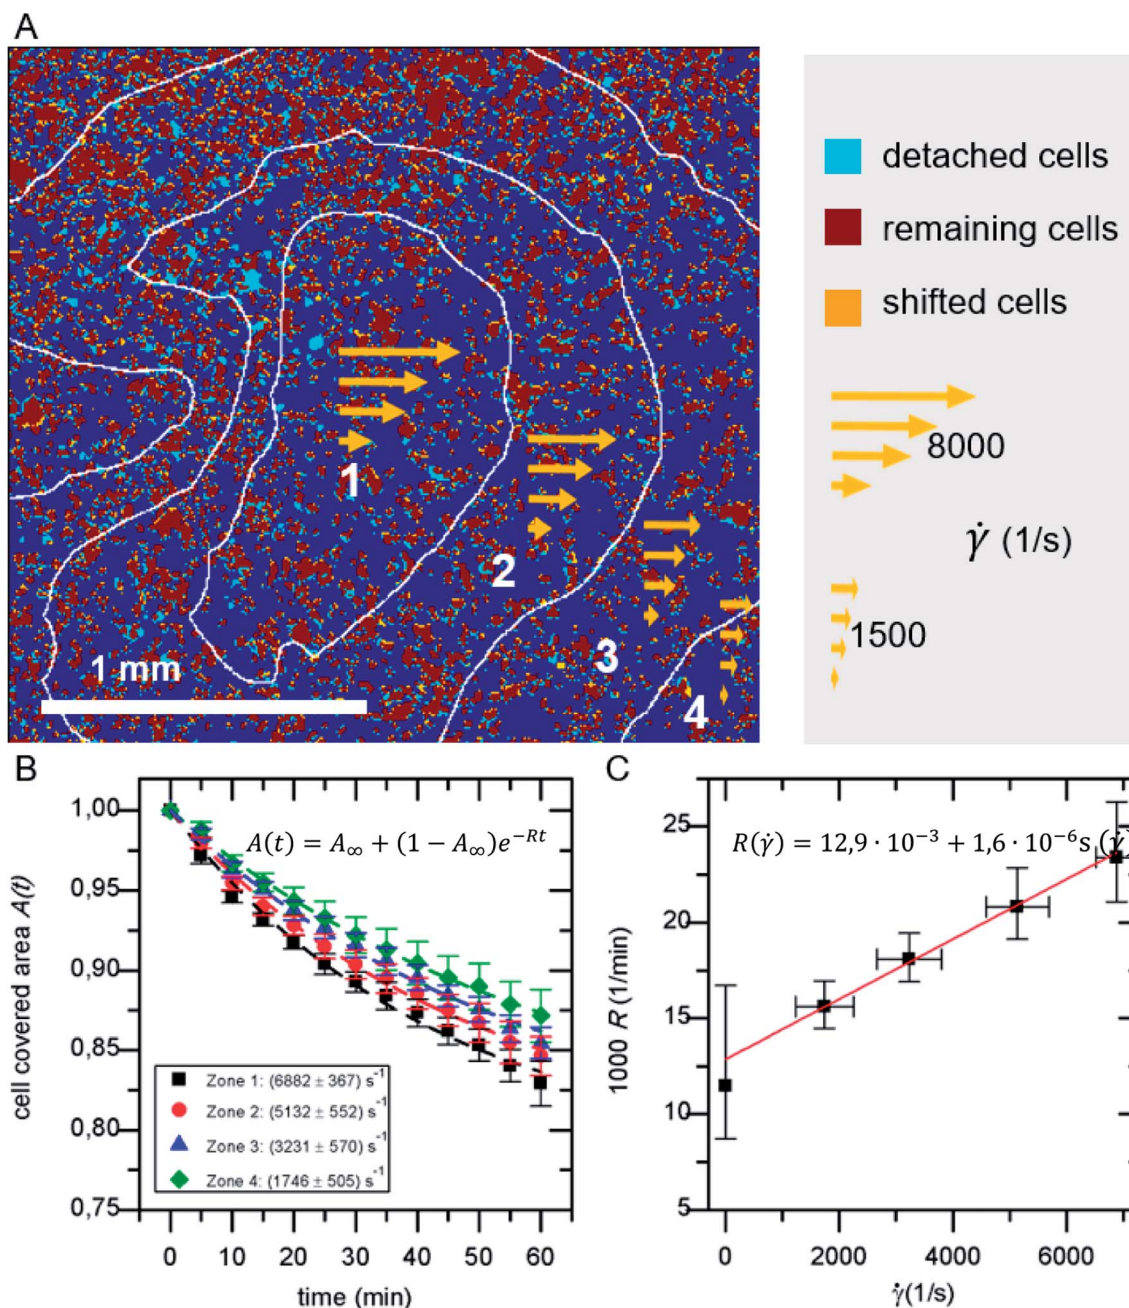 A
detached cells
remaining cells
shifted cells
8000
γ̇ (1/s)
1500
1
2
3
4
1 mm
B
1,00
0,95
0,90
0,85
0,80
0,75
cell covered area A(t)
A(t) = A∞ + (1 − A∞)e^{−Rt}
Zone 1: (6882 ± 367) s⁻¹
Zone 2: (5132 ± 552) s⁻¹
Zone 3: (3231 ± 570) s⁻¹
Zone 4: (1746 ± 505) s⁻¹
0 10 20 30 40 50 60
time (min)
C
25
20
15
10
5
1000 R (1/min)
R(γ̇) = 12,9 · 10⁻³ + 1,6 · 10⁻⁶s (γ̇)
0 2000 4000 6000
γ̇(1/s)